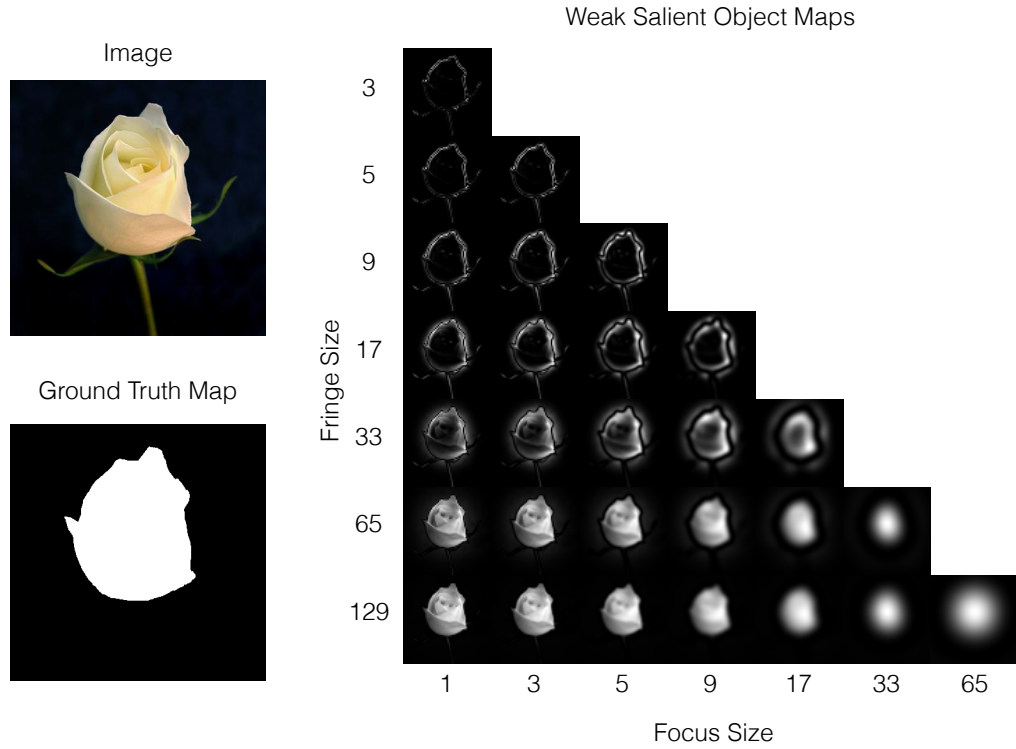 Weak Salient Object Maps
Image
3
5
9
17
33
65
129
Fringe Size
Ground Truth Map
1 3 5 9 17 33 65
Focus Size